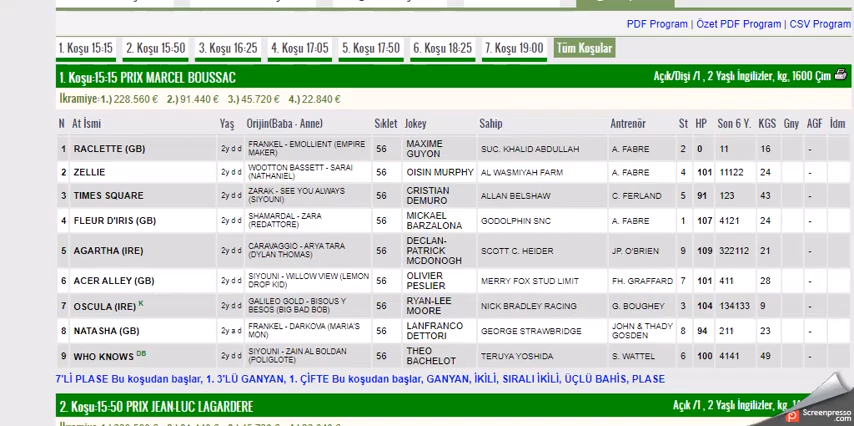 PDF Program | Özet PDF Program | CSV Program
1. Koşu 15:15 2. Koşu 15:50 3. Koşu 16:25 4. Koşu 17:05 5. Koşu 17:50 6. Koşu 18:25 7. Koşu 19:00 Tüm Koşular
1. Koşu:15:15 PRIX MARCEL BOUSSAC Açık/Dişi /1 , 2 Yaşlı İngilizler, kg, 1600 Çim
İkramiye: 1.) 228.560 € 2.) 91.440 € 3.) 45.720 € 4.) 22.840 €
N At İsmi Yaş Orijin(Baba - Anne) Sıklet Jokey Sahip Antrenör St HP Son 6 Y. KGS Gny AGF İdm
1 RACLETTE (GB) 2y d d FRANKEL - EMOLLIENT (EMPIRE MAKER) 56 MAXIME GUYON SUC. KHALID ABDULLAH A. FABRE 2 0 11 16 -
2 ZELLIE 2y d d WOOTTON BASSETT - SARAI (NATHANIEL) 56 OISIN MURPHY AL WASMIYAH FARM A. FABRE 4 101 11122 24 -
3 TIMES SQUARE 2y d d ZARAK - SEE YOU ALWAYS (SIYOUNI) 56 CRISTIAN DEMURO ALLAN BELSHAW C. FERLAND 5 91 123 43 -
4 FLEUR D'IRIS (GB) 2y d d SHAMARDAL - ZARA (REDATTORE) 56 MICKAEL BARZALONA GODOLPHIN SNC A. FABRE 1 107 4121 24 -
5 AGARTHA (IRE) 2y d d CARAVAGGIO - ARYA TARA (DYLAN THOMAS) 56 DECLAN-PATRICK MCDONOGH SCOTT C. HEIDER JP. O'BRIEN 9 109 322112 21 -
6 ACER ALLEY (GB) 2y d d SIYOUNI - WILLOW VIEW (LEMON DROP KID) 56 OLIVIER PESLIER MERRY FOX STUD LIMIT FH. GRAFFARD 7 101 411 28 -
7 OSCULA (IRE) K 2y d d GALILEO GOLD - BISOUS Y BESOS (BIG BAD BOB) 56 RYAN-LEE MOORE NICK BRADLEY RACING G. BOUGHEY 3 104 134133 9 -
8 NATASHA (GB) 2y a d FRANKEL - DARKOVA (MARIA'S MON) 56 LANFRANCO DETTORI GEORGE STRAWBRIDGE JOHN & THADY GOSDEN 8 94 211 23 -
9 WHO KNOWS DB 2y d d SIYOUNI - ZAIN AL BOLDAN (POLIGLOTE) 56 THEO BACHELOT TERUYA YOSHIDA S. WATTEL 6 100 4141 49 -
7'Lİ PLASE Bu koşudan başlar, 1. 3'LÜ GANYAN, 1. ÇİFTE Bu koşudan başlar, GANYAN, İKİLİ, SIRALI İKİLİ, ÜÇLÜ BAHİS, PLASE
2. Koşu:15:50 PRIX JEAN-LUC LAGARDERE Açık /1 , 2 Yaşlı İngilizler, kg,
Screenpresso
.com